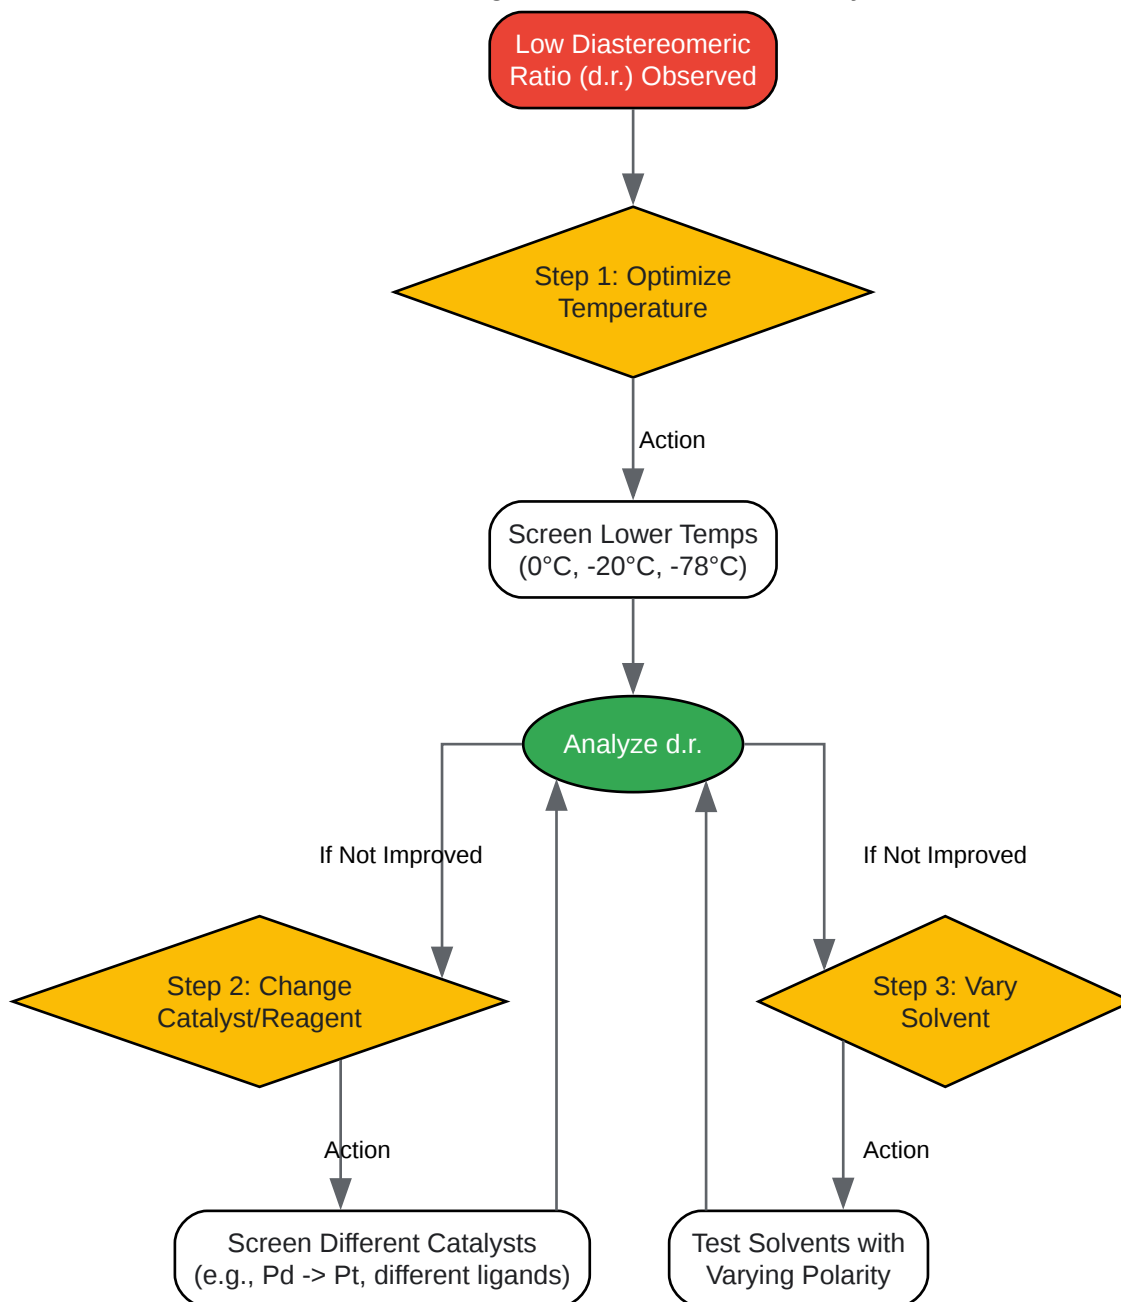 Low Diastereomeric
Ratio (d.r.) Observed
Step 1: Optimize
Temperature
Action
Screen Lower Temps
(0°C, -20°C, -78°C)
Analyze d.r.
If Not Improved
If Not Improved
Step 2: Change
Catalyst/Reagent
Step 3: Vary
Solvent
Action
Action
Screen Different Catalysts
(e.g., Pd -> Pt, different ligands)
Test Solvents with
Varying Polarity